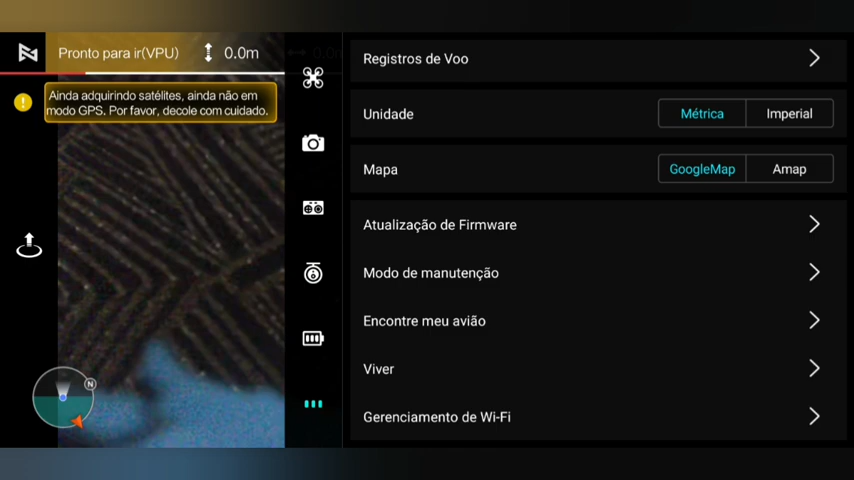 Pronto para ir(VPU) 0.0m
Ainda adquirindo satélites, ainda não em
modo GPS. Por favor, decole com cuidado.
N
Registros de Voo
Unidade Métrica Imperial
Mapa GoogleMap Amap
Atualização de Firmware
Modo de manutenção
Encontre meu avião
Viver
Gerenciamento de Wi-Fi